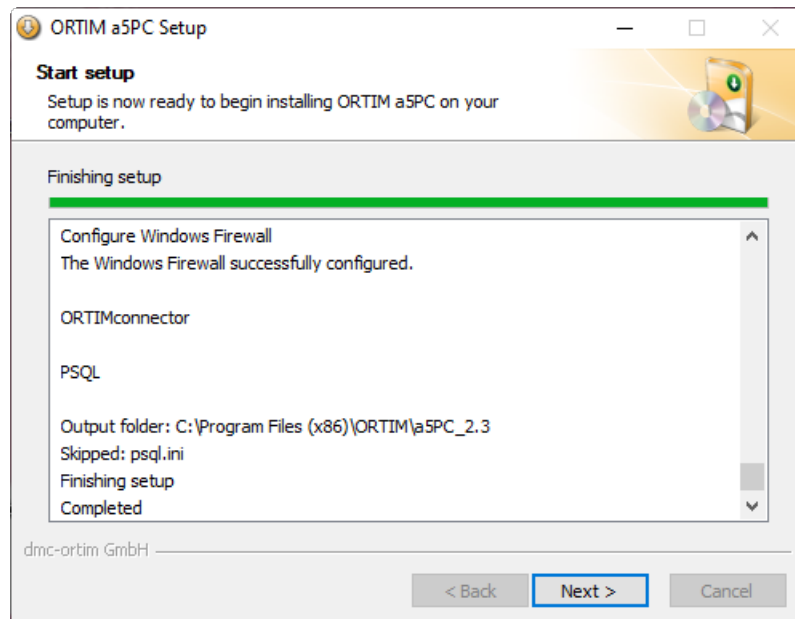 ORTIM a5PC Setup
Start setup
Setup is now ready to begin installing ORTIM a5PC on your
computer.
Finishing setup
Configure Windows Firewall
The Windows Firewall successfully configured.
ORTIMconnector
PSQL
Output folder: C:\Program Files (x86)\ORTIM\a5PC_2.3
Skipped: psql.ini
Finishing setup
Completed
dmc-ortim GmbH
< Back
Next >
Cancel